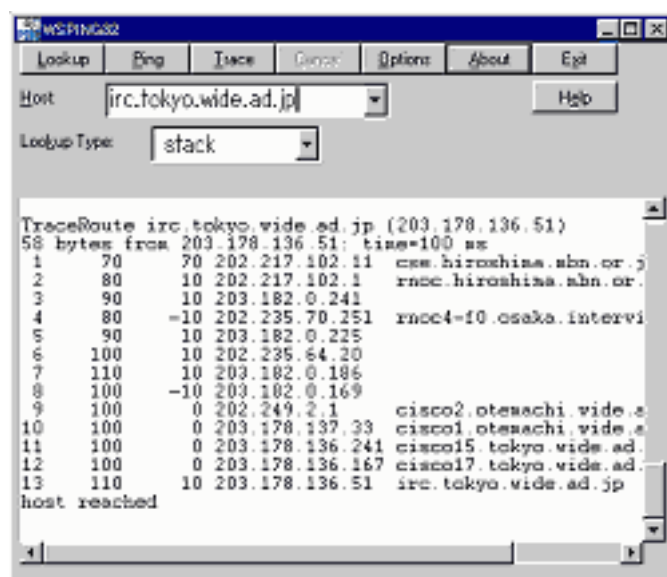 WSPING32
Lookup Ping Trace Cancel Options About Exit
Host irc.tokyo.wide.ad.jp Help
Lookup Type: stack
TraceRoute irc.tokyo.wide.ad.jp (203.178.136.51)
58 bytes from 203.178.136.51: time=100 ms
1 70 70 202.217.102.11 cse.hiroshima.mbn.or.j
2 80 10 202.217.102.1 rnoc.hiroshima.mbn.or.
3 90 10 203.182.0.241
4 80 -10 202.235.70.251 rnoc4-f0.osaka.intervi
5 90 10 203.182.0.225
6 100 10 202.235.64.20
7 110 10 203.182.0.186
8 100 -10 203.182.0.169
9 100 0 202.249.2.1 cisco2.otemachi.wide.a
10 100 0 203.178.137.33 cisco1.otemachi.wide.a
11 100 0 203.178.136.241 cisco15.tokyo.wide.ad.
12 100 0 203.178.136.167 cisco17.tokyo.wide.ad.
13 110 10 203.178.136.51 irc.tokyo.wide.ad.jp
host reached